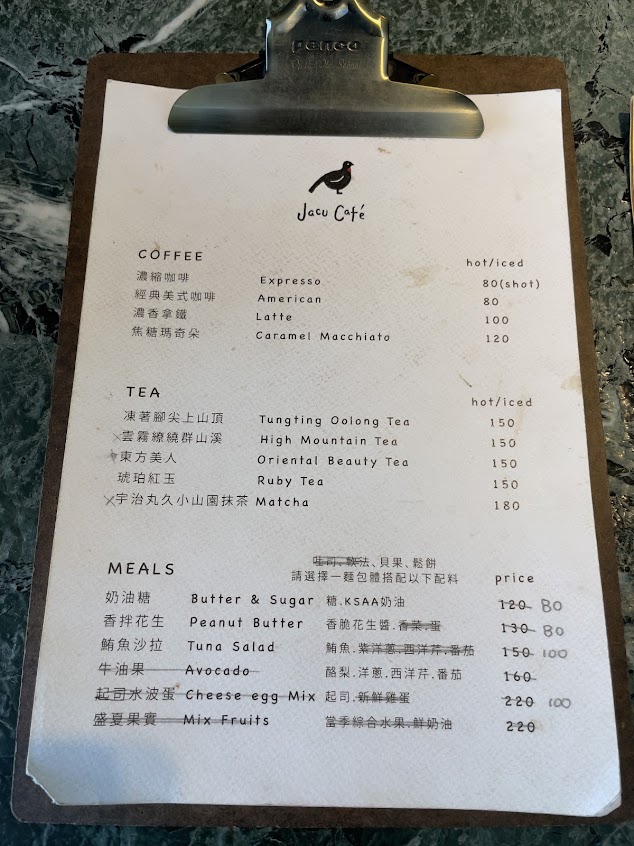 penco
Jacu Café
COFFEE hot/iced
濃縮咖啡 Expresso 80(shot)
經典美式咖啡 American 80
濃香拿鐵 Latte 100
焦糖瑪奇朵 Caramel Macchiato 120
TEA hot/iced
凍著腳尖上山頂 Tungting Oolong Tea 150
雲霧繚繞群山溪 High Mountain Tea 150
東方美人 Oriental Beauty Tea 150
琥珀紅玉 Ruby Tea 150
宇治丸久小山園抹茶 Matcha 180
吐司、軟法、貝果、鬆餅
MEALS 請選擇一麵包體搭配以下配料 price
奶油糖 Butter & Sugar 糖.KSAA奶油 120 80
香拌花生 Peanut Butter 香脆花生醬.香菜.蛋 130 80
鮪魚沙拉 Tuna Salad 鮪魚.紫洋蔥.西洋芹.番茄 150 100
牛油果 Avocado 酪梨.洋蔥.西洋芹.番茄 160
起司水波蛋 Cheese egg Mix 起司.新鮮雞蛋 220 100
盛夏果實 Mix Fruits 當季綜合水果.鮮奶油 220